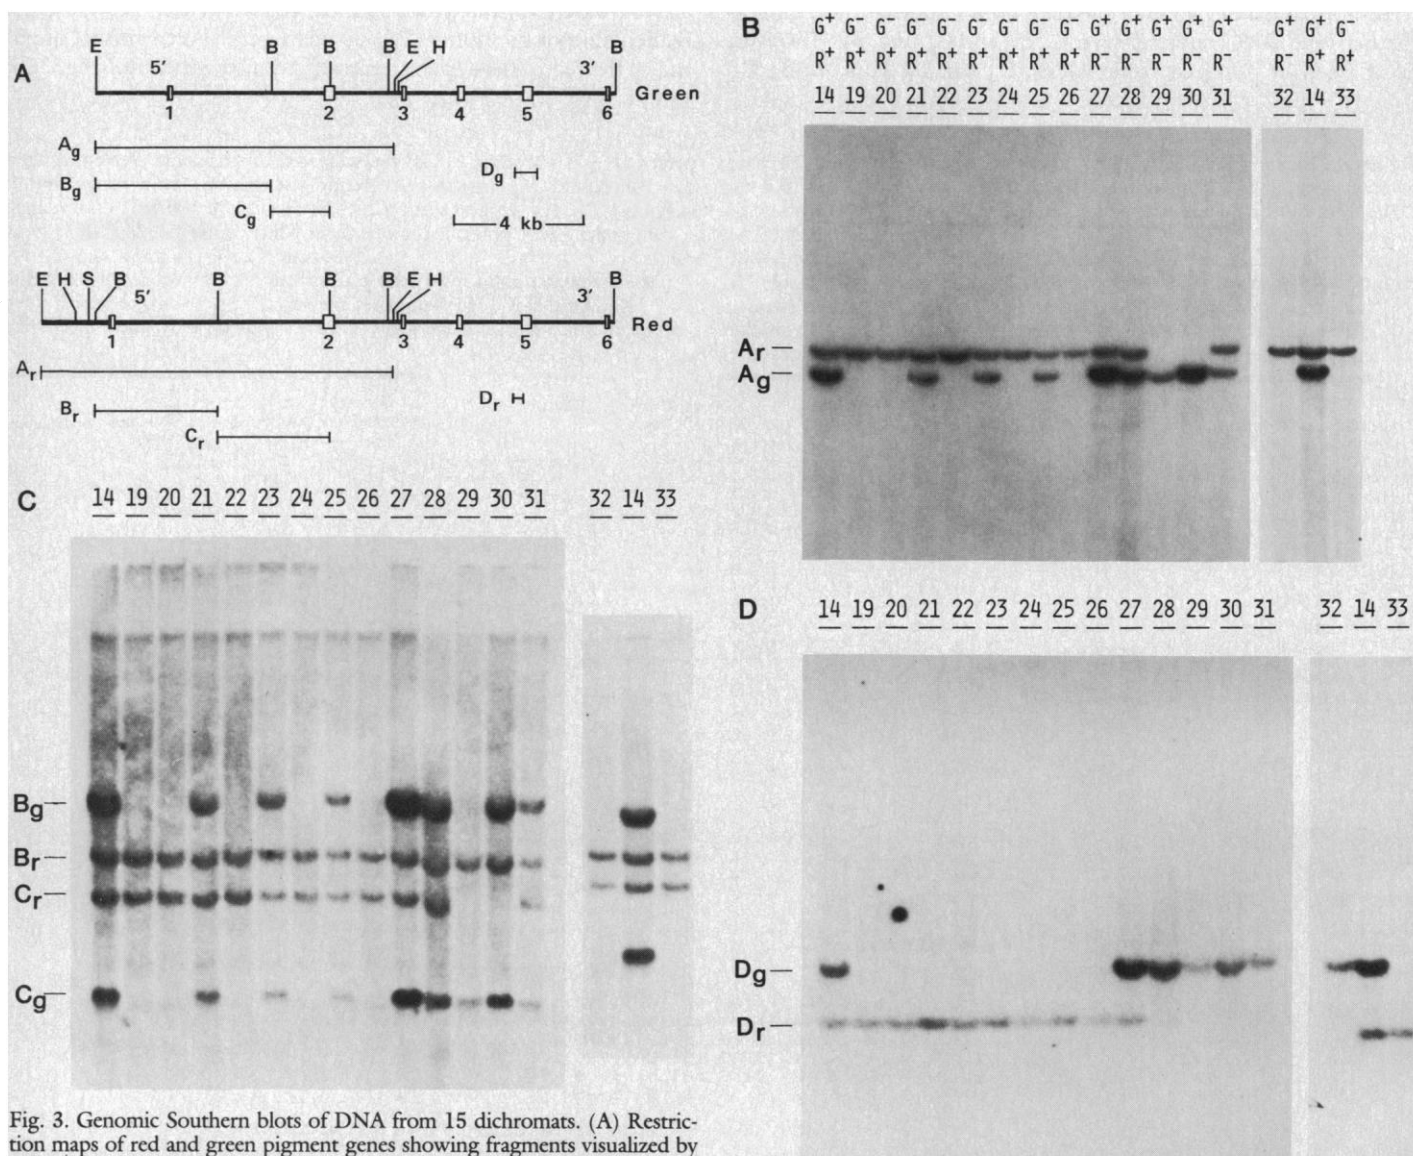 A
E B B B E H B
5′ 3′
1 2 3 4 5 6
Green
Ag
Bg
Cg
Dg
4 kb
E H S B B B B E H B
5′ 3′
1 2 3 4 5 6
Red
Ar
Br
Cr
Dr
B
G+ G− G− G− G− G− G− G− G− G+ G+ G+ G+ G+ G+ G+ G−
R+ R+ R+ R+ R+ R+ R+ R+ R+ R− R− R− R− R− R− R+ R+
14 19 20 21 22 23 24 25 26 27 28 29 30 31 32 14 33
Ar
Ag
C
14 19 20 21 22 23 24 25 26 27 28 29 30 31 32 14 33
Bg
Br
Cr
Cg
D
14 19 20 21 22 23 24 25 26 27 28 29 30 31 32 14 33
Dg
Dr
Fig. 3. Genomic Southern blots of DNA from 15 dichromats. (A) Restric-
tion maps of red and green pigment genes showing fragments visualized by